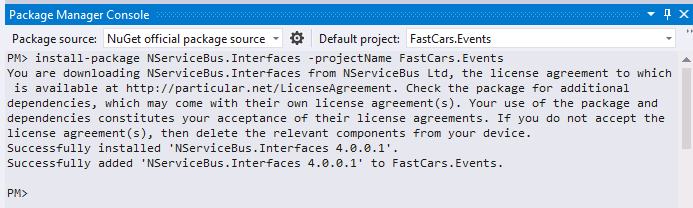 Package Manager Console
Package source: NuGet official package source Default project: FastCars.Events
PM> install-package NServiceBus.Interfaces -projectName FastCars.Events
You are downloading NServiceBus.Interfaces from NServiceBus Ltd, the license agreement to which
is available at http://particular.net/LicenseAgreement. Check the package for additional
dependencies, which may come with their own license agreement(s). Your use of the package and
dependencies constitutes your acceptance of their license agreements. If you do not accept the
license agreement(s), then delete the relevant components from your device.
Successfully installed 'NServiceBus.Interfaces 4.0.0.1'.
Successfully added 'NServiceBus.Interfaces 4.0.0.1' to FastCars.Events.
PM>